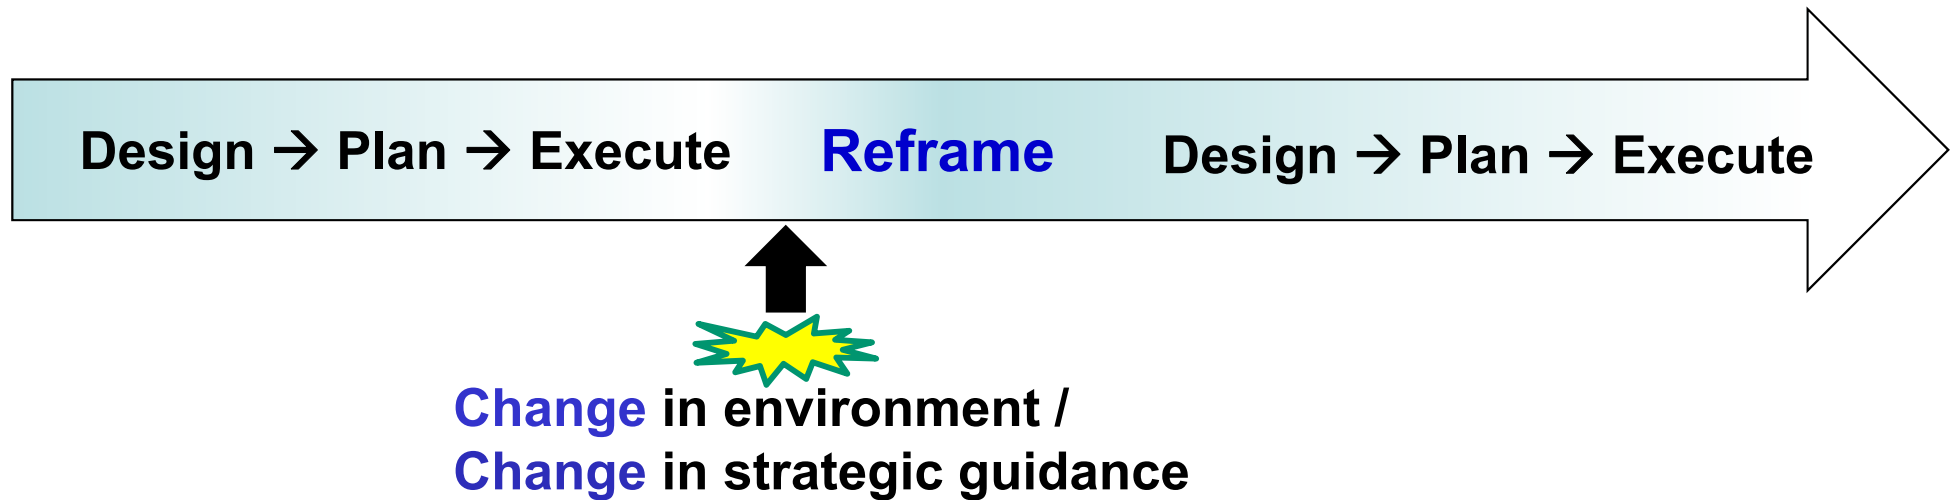 Design → Plan → Execute Reframe Design → Plan → Execute
Change in environment /
Change in strategic guidance